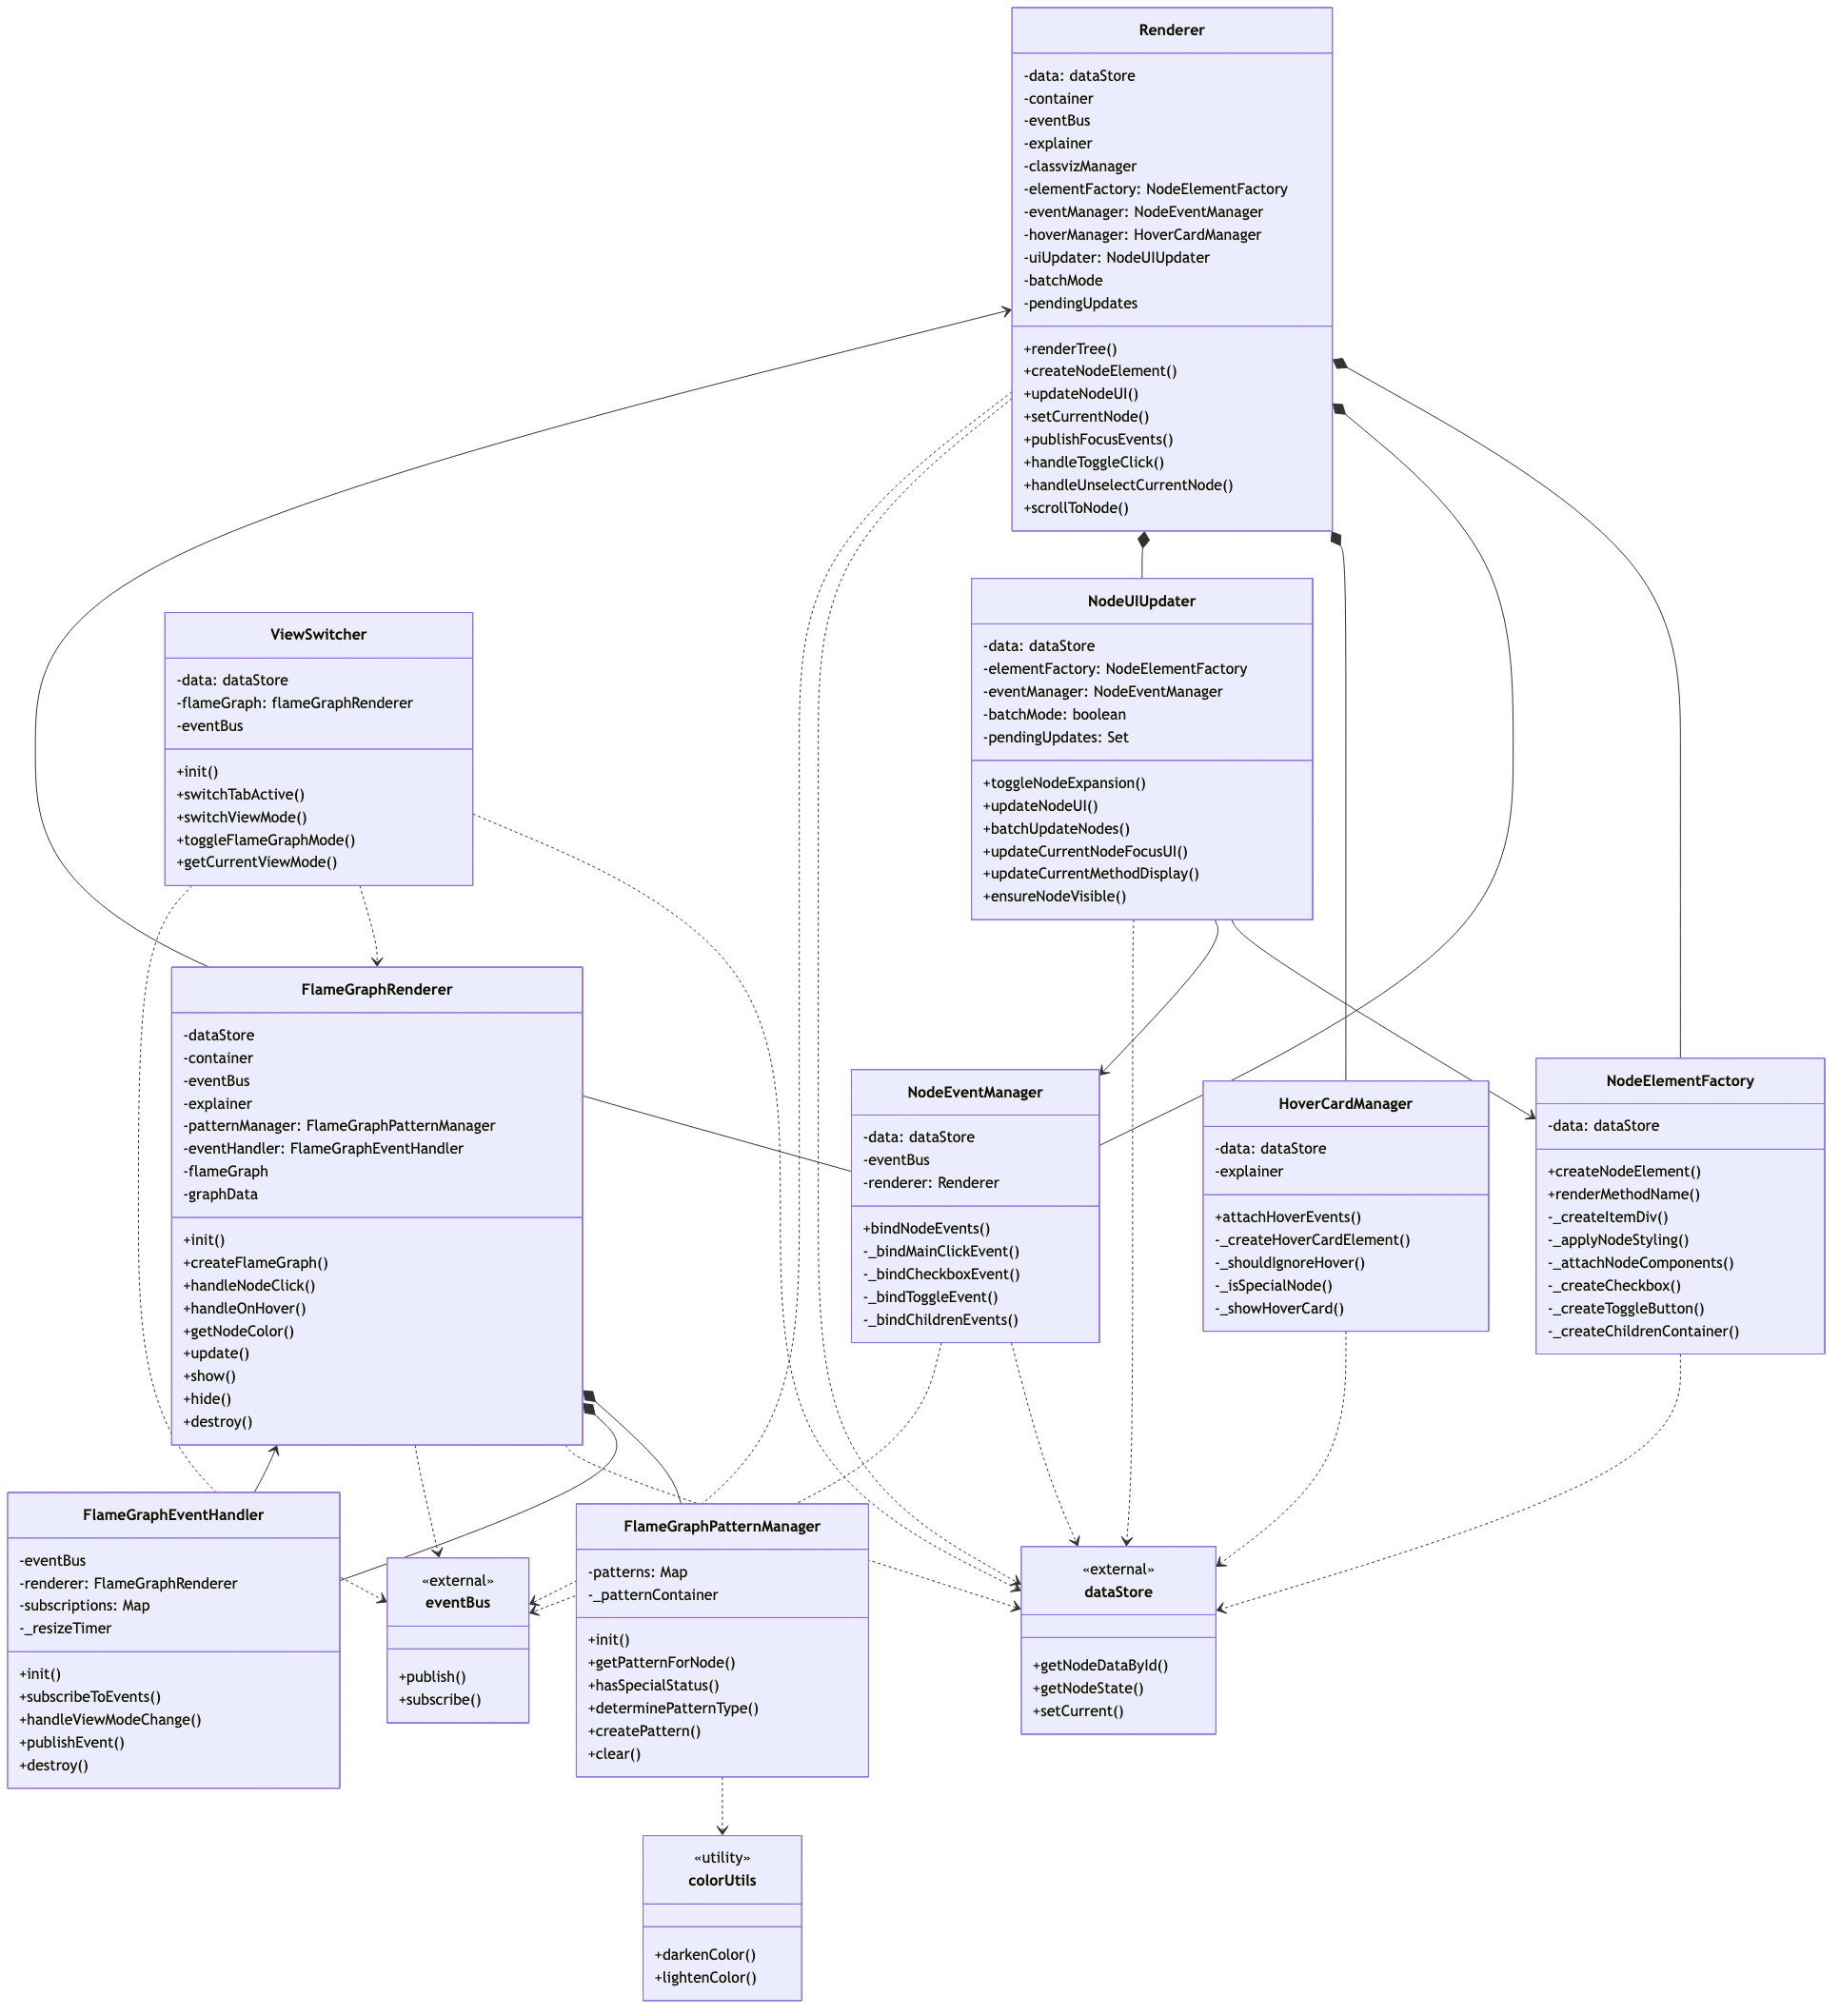 Renderer
-data: dataStore
-container
-eventBus
-explainer
-classvizManager
-elementFactory: NodeElementFactory
-eventManager: NodeEventManager
-hoverManager: HoverCardManager
-uiUpdater: NodeUIUpdater
-batchMode
-pendingUpdates
+renderTree()
+createNodeElement()
+updateNodeUI()
+setCurrentNode()
+publishFocusEvents()
+handleToggleClick()
+handleUnselectCurrentNode()
+scrollToNode()
NodeUIUpdater
-data: dataStore
-elementFactory: NodeElementFactory
-eventManager: NodeEventManager
-batchMode: boolean
-pendingUpdates: Set
+toggleNodeExpansion()
+updateNodeUI()
+batchUpdateNodes()
+updateCurrentNodeFocusUI()
+updateCurrentMethodDisplay()
+ensureNodeVisible()
ViewSwitcher
-data: dataStore
-flameGraph: flameGraphRenderer
-eventBus
+init()
+switchTabActive()
+switchViewMode()
+toggleFlameGraphMode()
+getCurrentViewMode()
FlameGraphRenderer
-dataStore
-container
-eventBus
-explainer
-patternManager: FlameGraphPatternManager
-eventHandler: FlameGraphEventHandler
-flameGraph
-graphData
+init()
+createFlameGraph()
+handleNodeClick()
+handleOnHover()
+getNodeColor()
+update()
+show()
+hide()
+destroy()
NodeEventManager
-data: dataStore
-eventBus
-renderer: Renderer
+bindNodeEvents()
-_bindMainClickEvent()
-_bindCheckboxEvent()
-_bindToggleEvent()
-_bindChildrenEvents()
HoverCardManager
-data: dataStore
-explainer
+attachHoverEvents()
-_createHoverCardElement()
-_shouldIgnoreHover()
-_isSpecialNode()
-_showHoverCard()
NodeElementFactory
-data: dataStore
+createNodeElement()
+renderMethodName()
-_createItemDiv()
-_applyNodeStyling()
-_attachNodeComponents()
-_createCheckbox()
-_createToggleButton()
-_createChildrenContainer()
FlameGraphEventHandler
-eventBus
-renderer: FlameGraphRenderer
-subscriptions: Map
-_resizeTimer
+init()
+subscribeToEvents()
+handleViewModeChange()
+publishEvent()
+destroy()
«external»
eventBus
+publish()
+subscribe()
FlameGraphPatternManager
-patterns: Map
-_patternContainer
+init()
+getPatternForNode()
+hasSpecialStatus()
+determinePatternType()
+createPattern()
+clear()
«external»
dataStore
+getNodeDataById()
+getNodeState()
+setCurrent()
«utility»
colorUtils
+darkenColor()
+lightenColor()